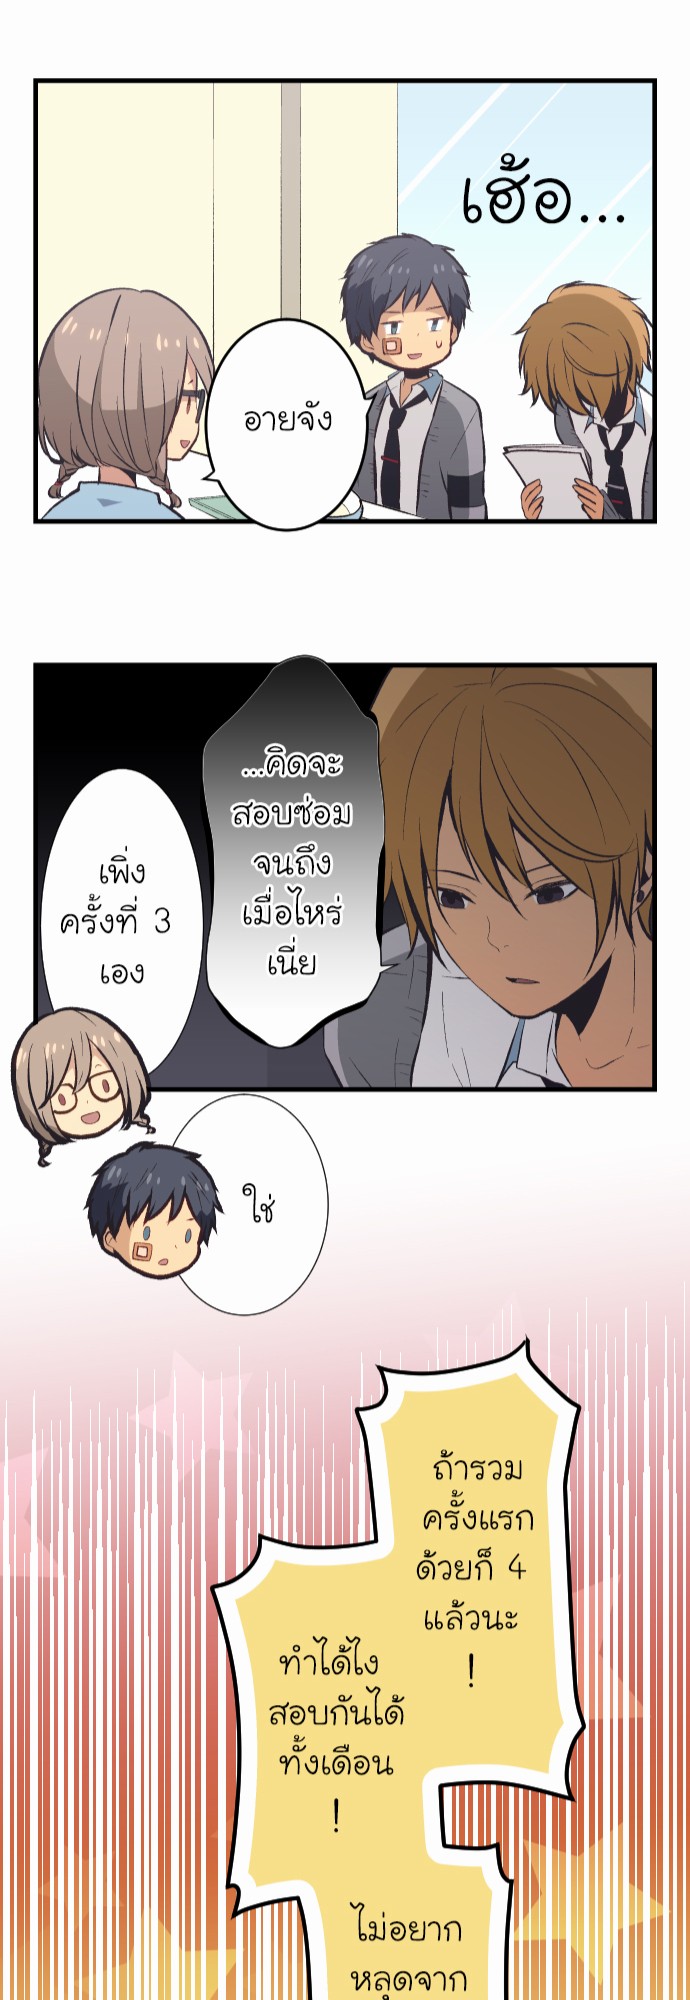 เฮ้อ...
อายจัง
...คิดจะ
สอบซ่อม
จนถึง
เมื่อไหร่
เนี่ย
เพิ่ง
ครั้งที่ 3
เอง
ใช่
ถ้ารวม
ครั้งแรก
ด้วยก็ 4
แล้วนะ
!
ทำได้ไง
สอบกันได้
ทั้งเดือน
!
ไม่อยาก
หลุดจาก